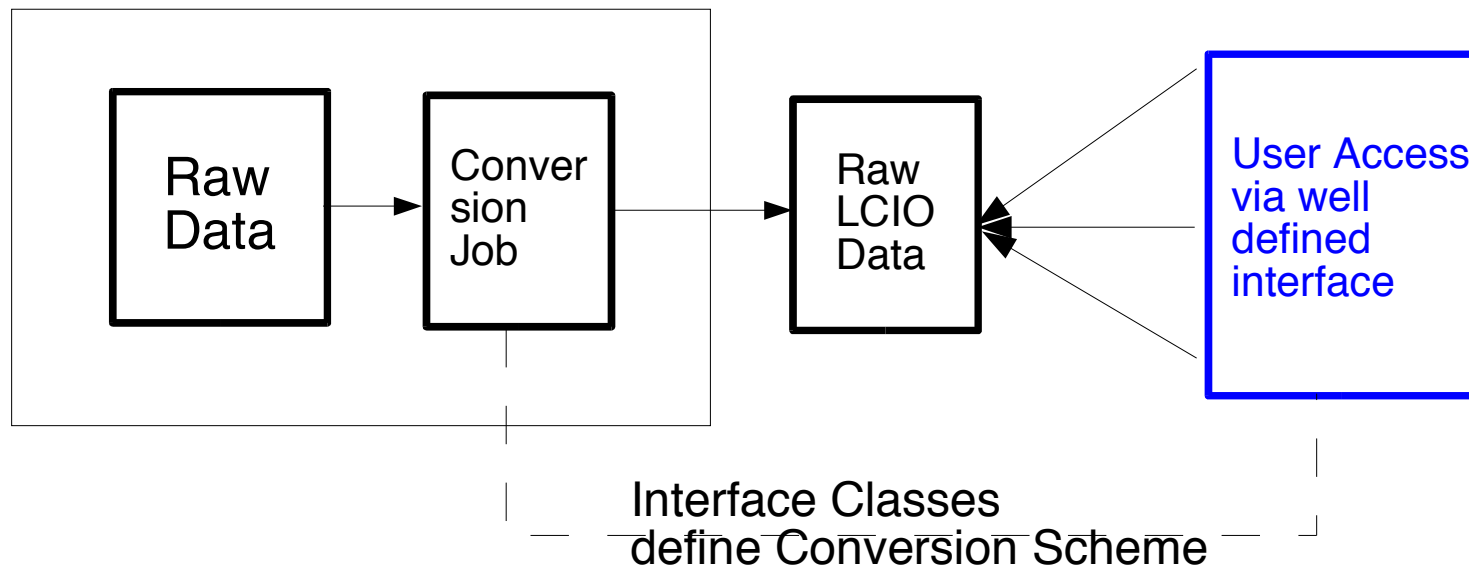 Raw
Data
Conver
sion
Job
Raw
LCIO
Data
User Access
via well
defined
interface
Interface Classes
define Conversion Scheme